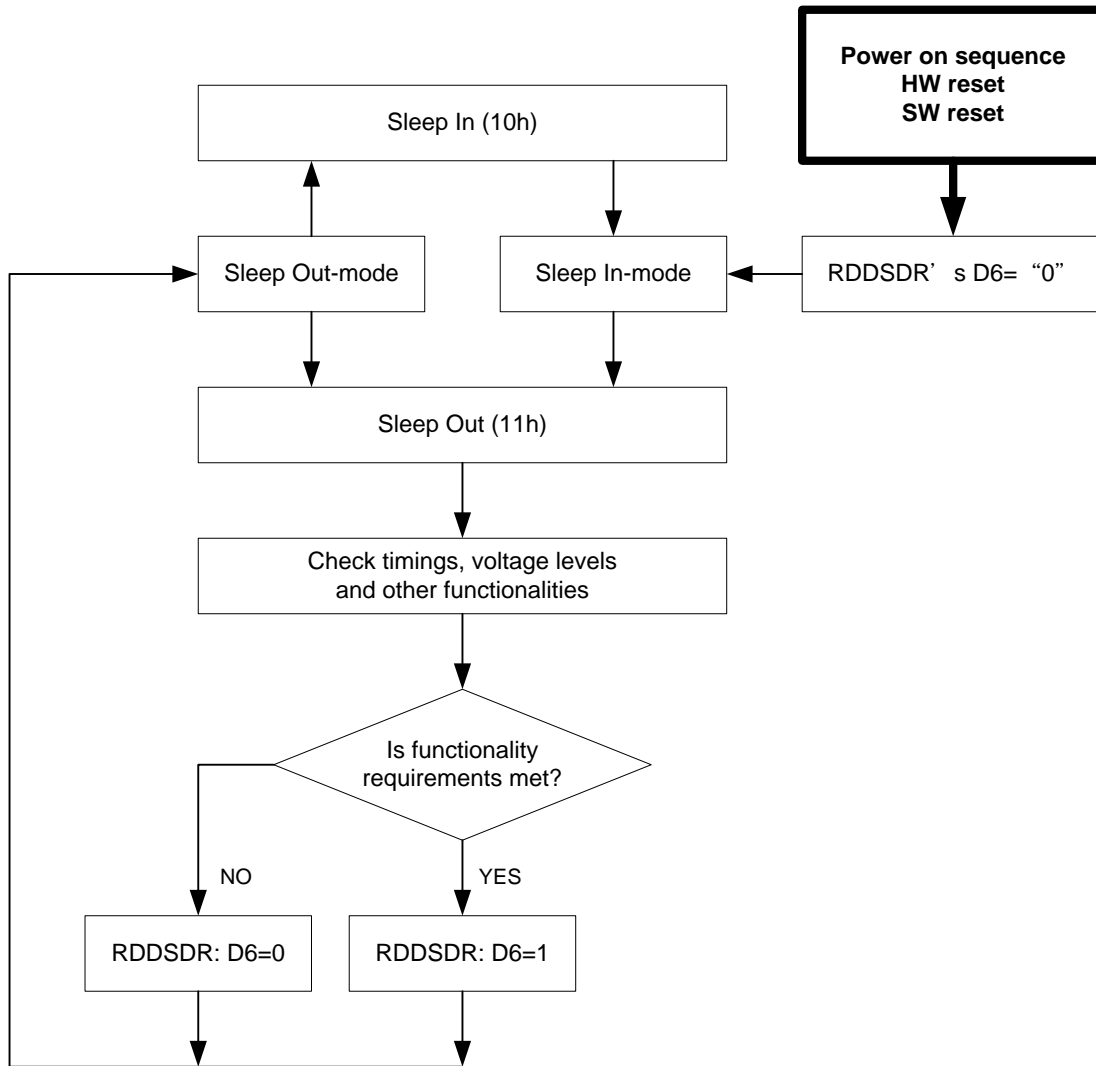 Power on sequence
HW reset
SW reset
Sleep In (10h)
Sleep Out-mode
Sleep In-mode
RDDSDR’ s D6= “0”
Sleep Out (11h)
Check timings, voltage levels
and other functionalities
Is functionality
requirements met?
NO
YES
RDDSDR: D6=0
RDDSDR: D6=1